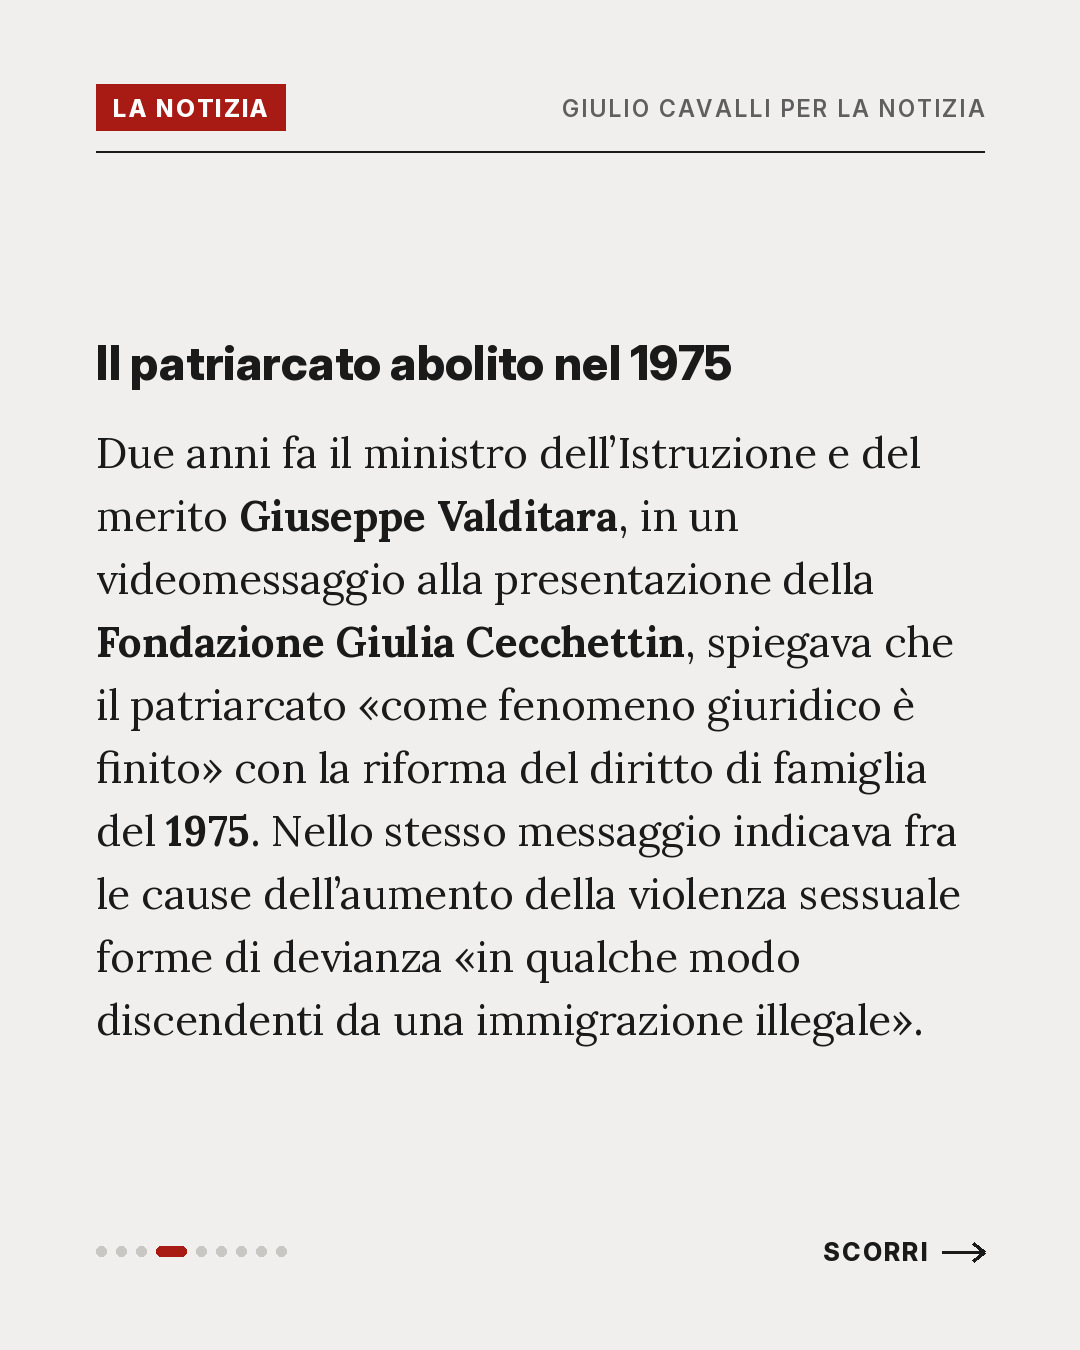 LA NOTIZIA
GIULIO CAVALLI PER LA NOTIZIA
Il patriarcato abolito nel 1975
Due anni fa il ministro dell’Istruzione e del
merito Giuseppe Valditara, in un
videomessaggio alla presentazione della
Fondazione Giulia Cecchettin, spiegava che
il patriarcato «come fenomeno giuridico è
finito» con la riforma del diritto di famiglia
del 1975. Nello stesso messaggio indicava fra
le cause dell’aumento della violenza sessuale
forme di devianza «in qualche modo
discendenti da una immigrazione illegale».
SCORRI